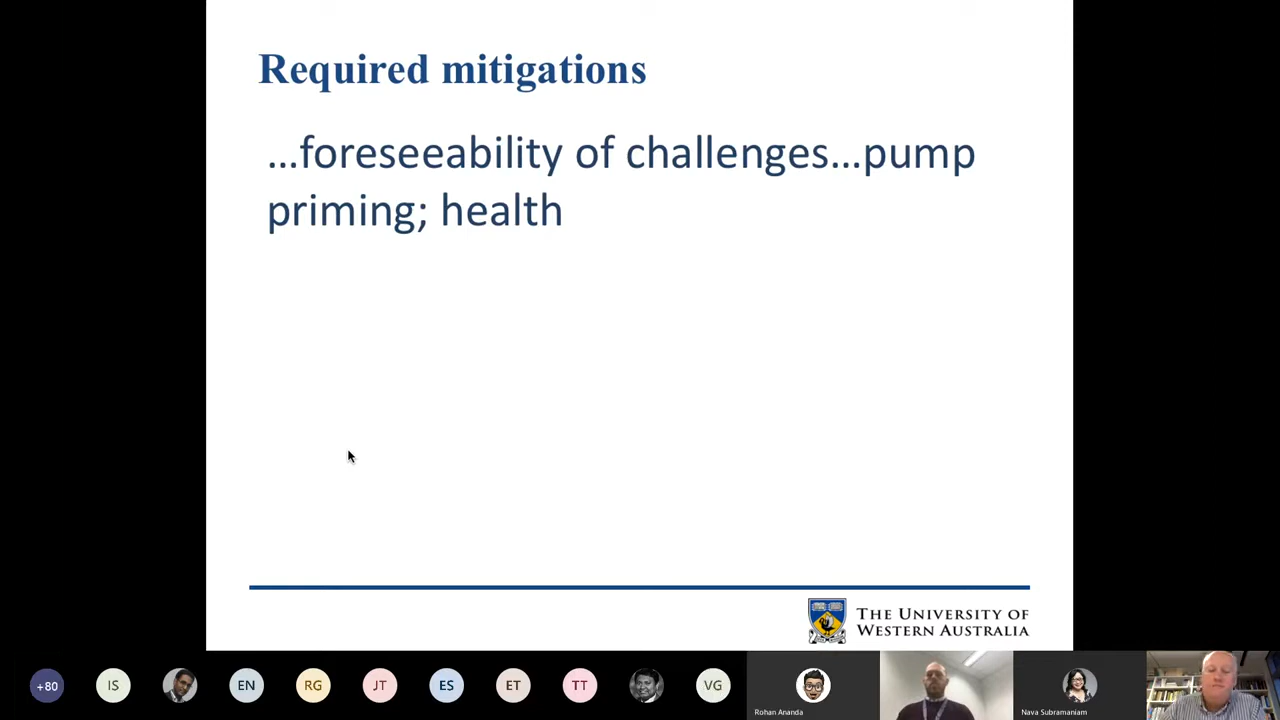 Required mitigations
…foreseeability of challenges…pump
priming; health
THE UNIVERSITY OF
WESTERN AUSTRALIA
+80
IS
EN
RG
JT
ES
ET
TT
VG
Rohan Ananda
Nava Subramaniam